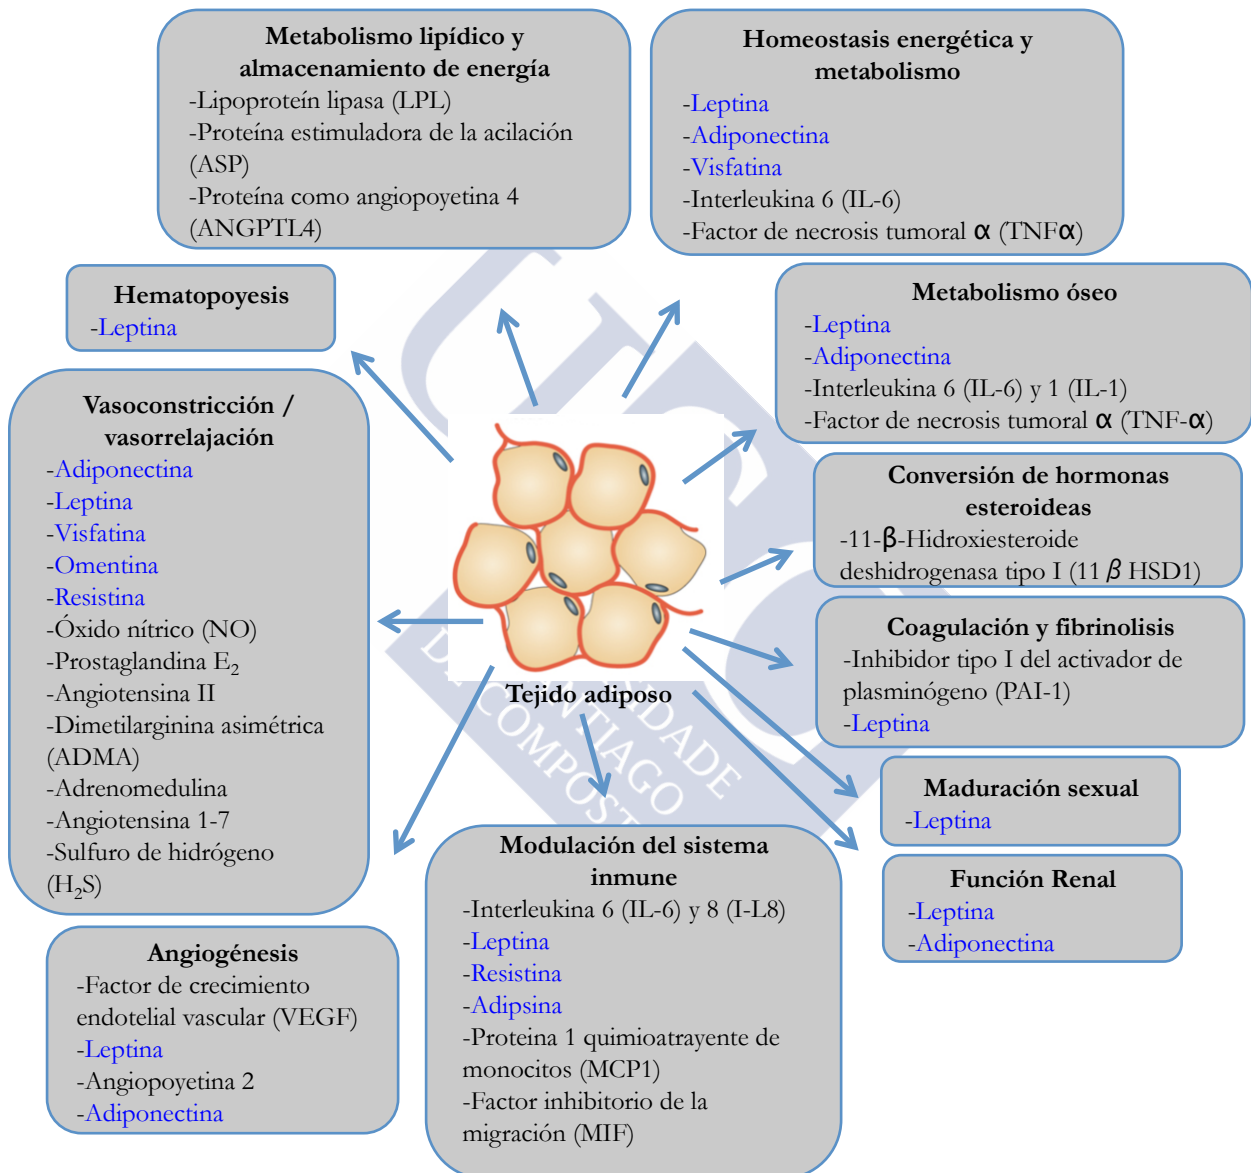 Metabolismo lipídico y
almacenamiento de energía
-Lipoproteín lipasa (LPL)
-Proteína estimuladora de la acilación
(ASP)
-Proteína como angiopoyetina 4
(ANGPTL4)
Homeostasis energética y
metabolismo
-Leptina
-Adiponectina
-Visfatina
-Interleukina 6 (IL-6)
-Factor de necrosis tumoral α (TNFα)
Hematopoyesis
-Leptina
Metabolismo óseo
-Leptina
-Adiponectina
-Interleukina 6 (IL-6) y 1 (IL-1)
-Factor de necrosis tumoral α (TNF-α)
Vasoconstricción /
vasorrelajación
-Adiponectina
-Leptina
-Visfatina
-Omentina
-Resistina
-Óxido nítrico (NO)
-Prostaglandina E₂
-Angiotensina II
-Dimetilarginina asimétrica
(ADMA)
-Adrenomedulina
-Angiotensina 1-7
-Sulfuro de hidrógeno
(H₂S)
Conversión de hormonas
esteroideas
-11-β-Hidroxiesteroide
deshidrogenasa tipo I (11 β HSD1)
Coagulación y fibrinolisis
-Inhibidor tipo I del activador de
plasminógeno (PAI-1)
-Leptina
Tejido adiposo
Maduración sexual
-Leptina
Función Renal
-Leptina
-Adiponectina
Modulación del sistema
inmune
-Interleukina 6 (IL-6) y 8 (I-L8)
-Leptina
-Resistina
-Adipsina
-Proteina 1 quimioatrayente de
monocitos (MCP1)
-Factor inhibitorio de la
migración (MIF)
Angiogénesis
-Factor de crecimiento
endotelial vascular (VEGF)
-Leptina
-Angiopoyetina 2
-Adiponectina